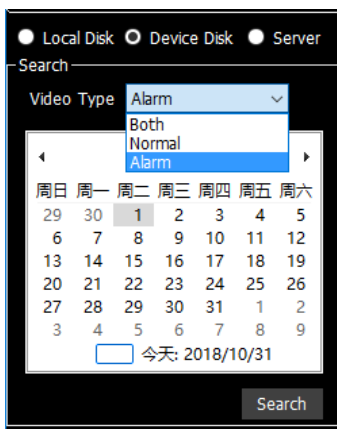 Local Disk Device Disk Server
Search
Video Type Alarm
Both
Normal
Alarm
周日 周一 周二 周三 周四 周五 周六
29 30 1 2 3 4 5
6 7 8 9 10 11 12
13 14 15 16 17 18 19
20 21 22 23 24 25 26
27 28 29 30 31 1 2
3 4 5 6 7 8 9
今天: 2018/10/31
Search